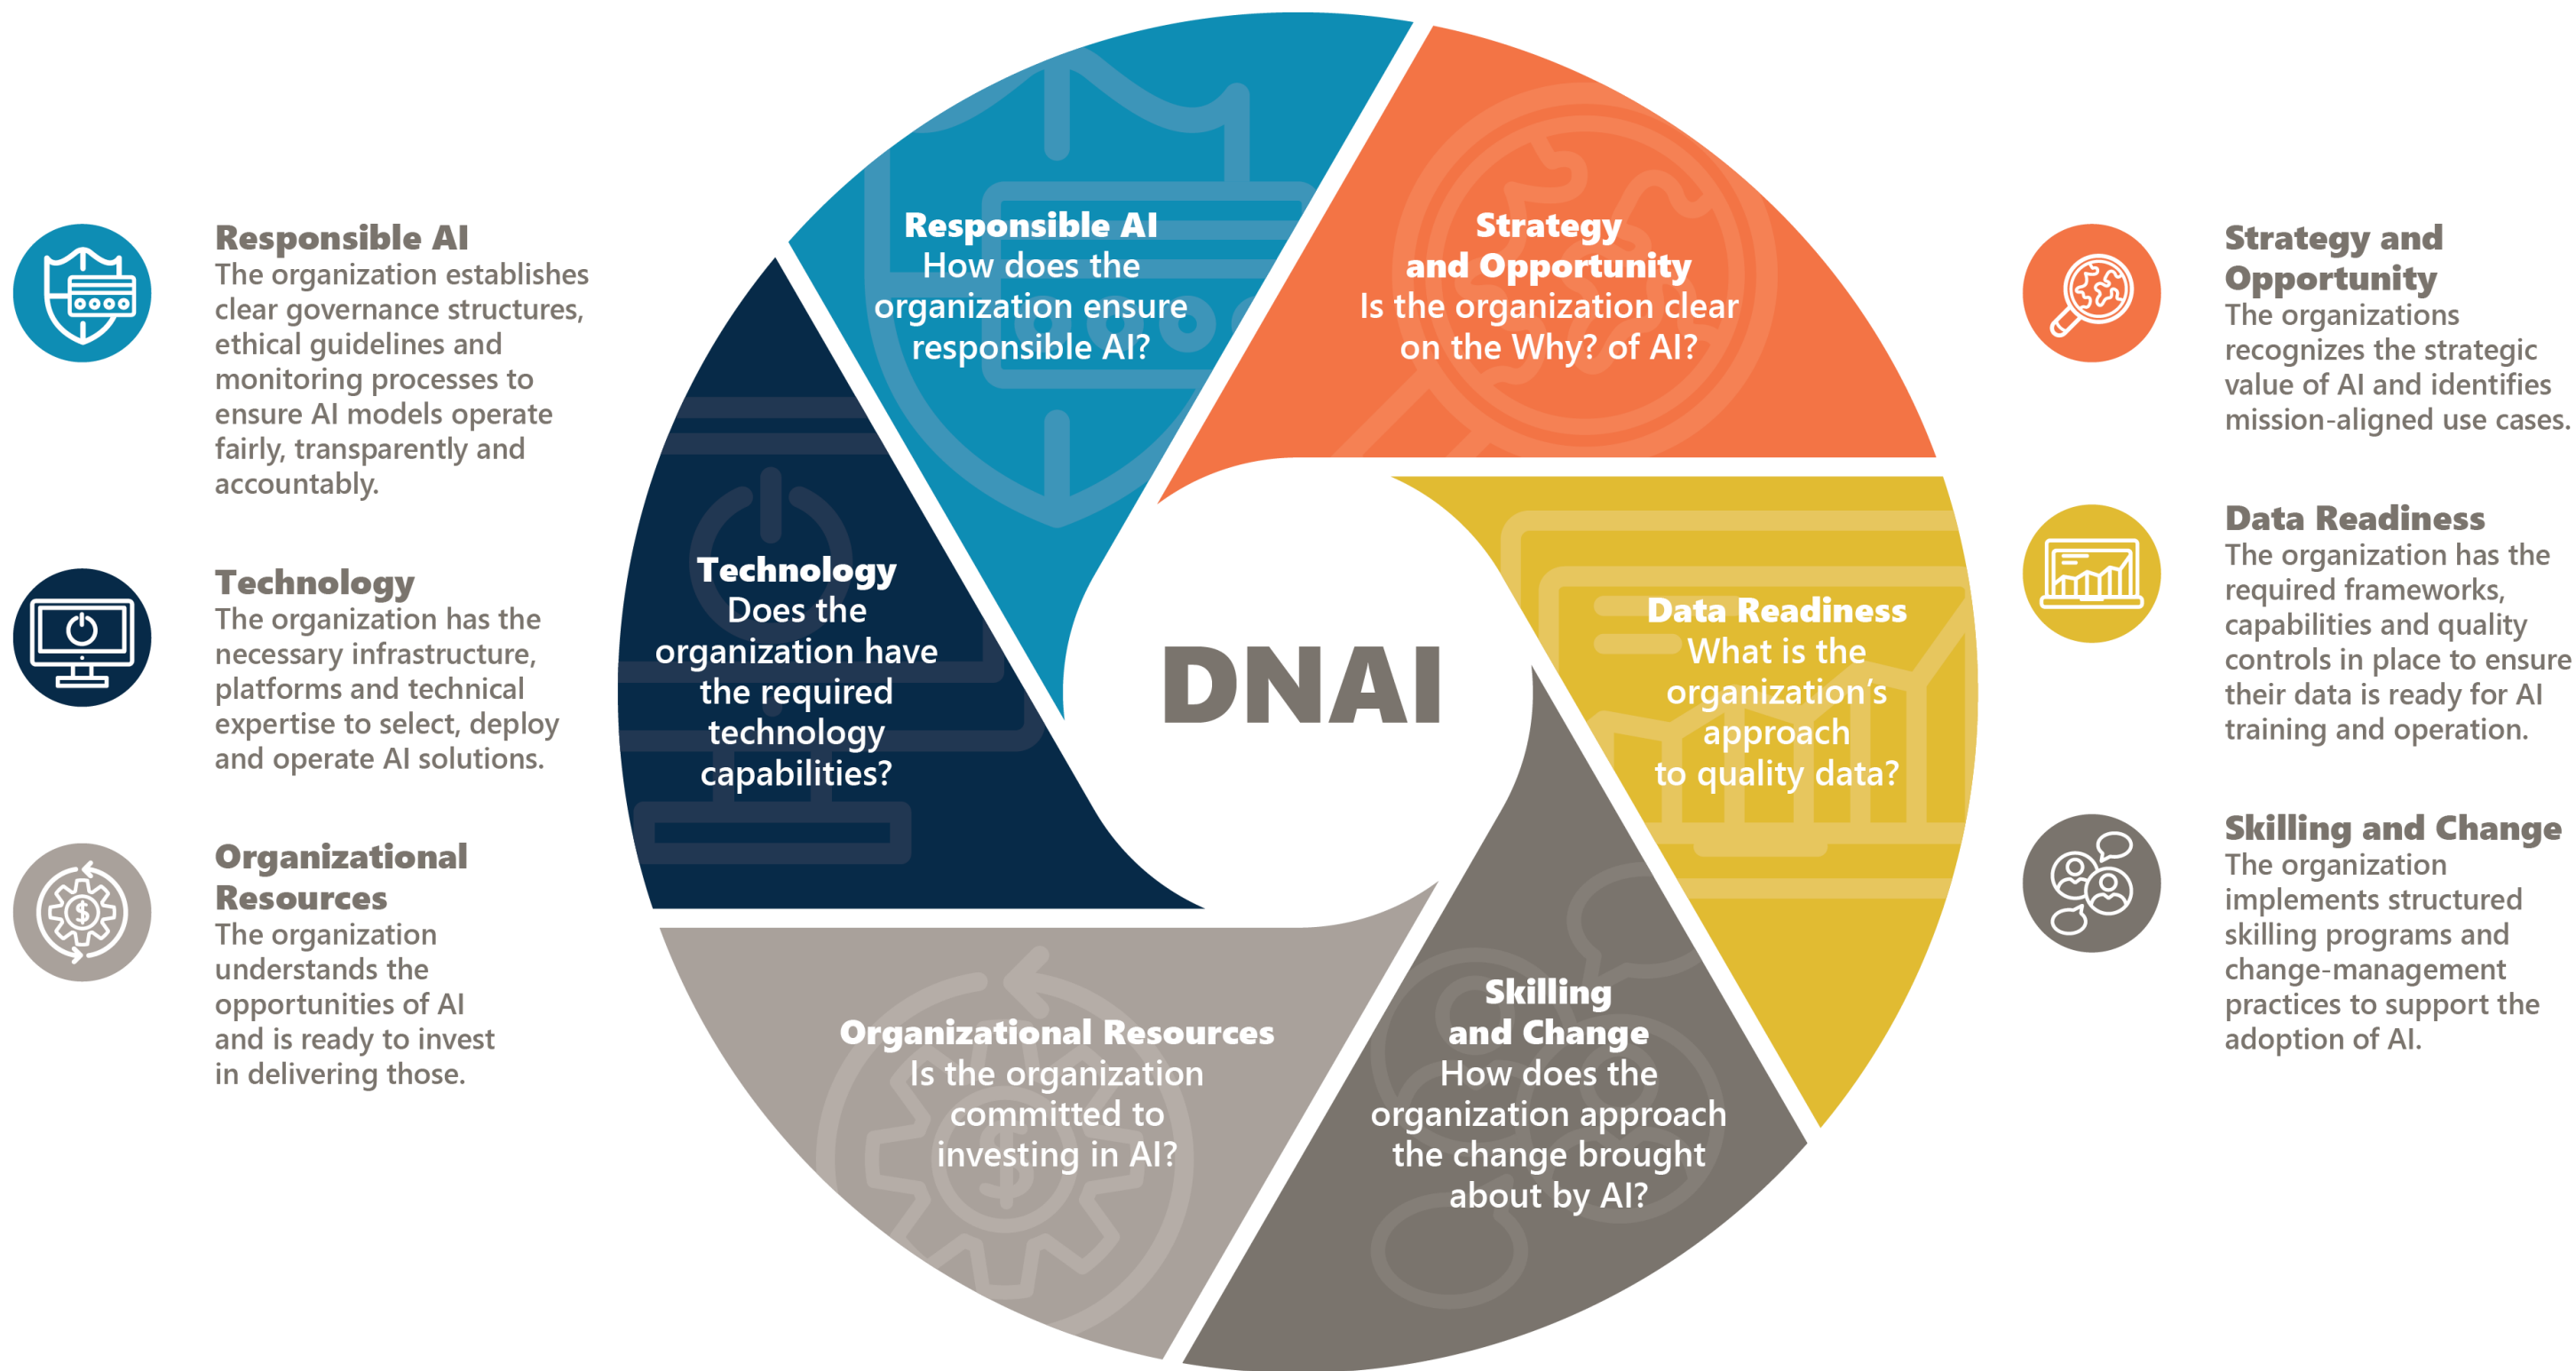 Responsible AI
The organization establishes
clear governance structures,
ethical guidelines and
monitoring processes to
ensure AI models operate
fairly, transparently and
accountably.
Technology
The organization has the
necessary infrastructure,
platforms and technical
expertise to select, deploy
and operate AI solutions.
Organizational
Resources
The organization
understands the
opportunities of AI
and is ready to invest
in delivering those.
Responsible AI
How does the
organization ensure
responsible AI?
Strategy
and Opportunity
Is the organization clear
on the Why? of AI?
Technology
Does the
organization have
the required
technology
capabilities?
DNAI
Data Readiness
What is the
organization’s
approach
to quality data?
Organizational Resources
Is the organization
committed to
investing in AI?
Skilling
and Change
How does the
organization approach
the change brought
about by AI?
Strategy and
Opportunity
The organizations
recognizes the strategic
value of AI and identifies
mission-aligned use cases.
Data Readiness
The organization has the
required frameworks,
capabilities and quality
controls in place to ensure
their data is ready for AI
training and operation.
Skilling and Change
The organization
implements structured
skilling programs and
change-management
practices to support the
adoption of AI.